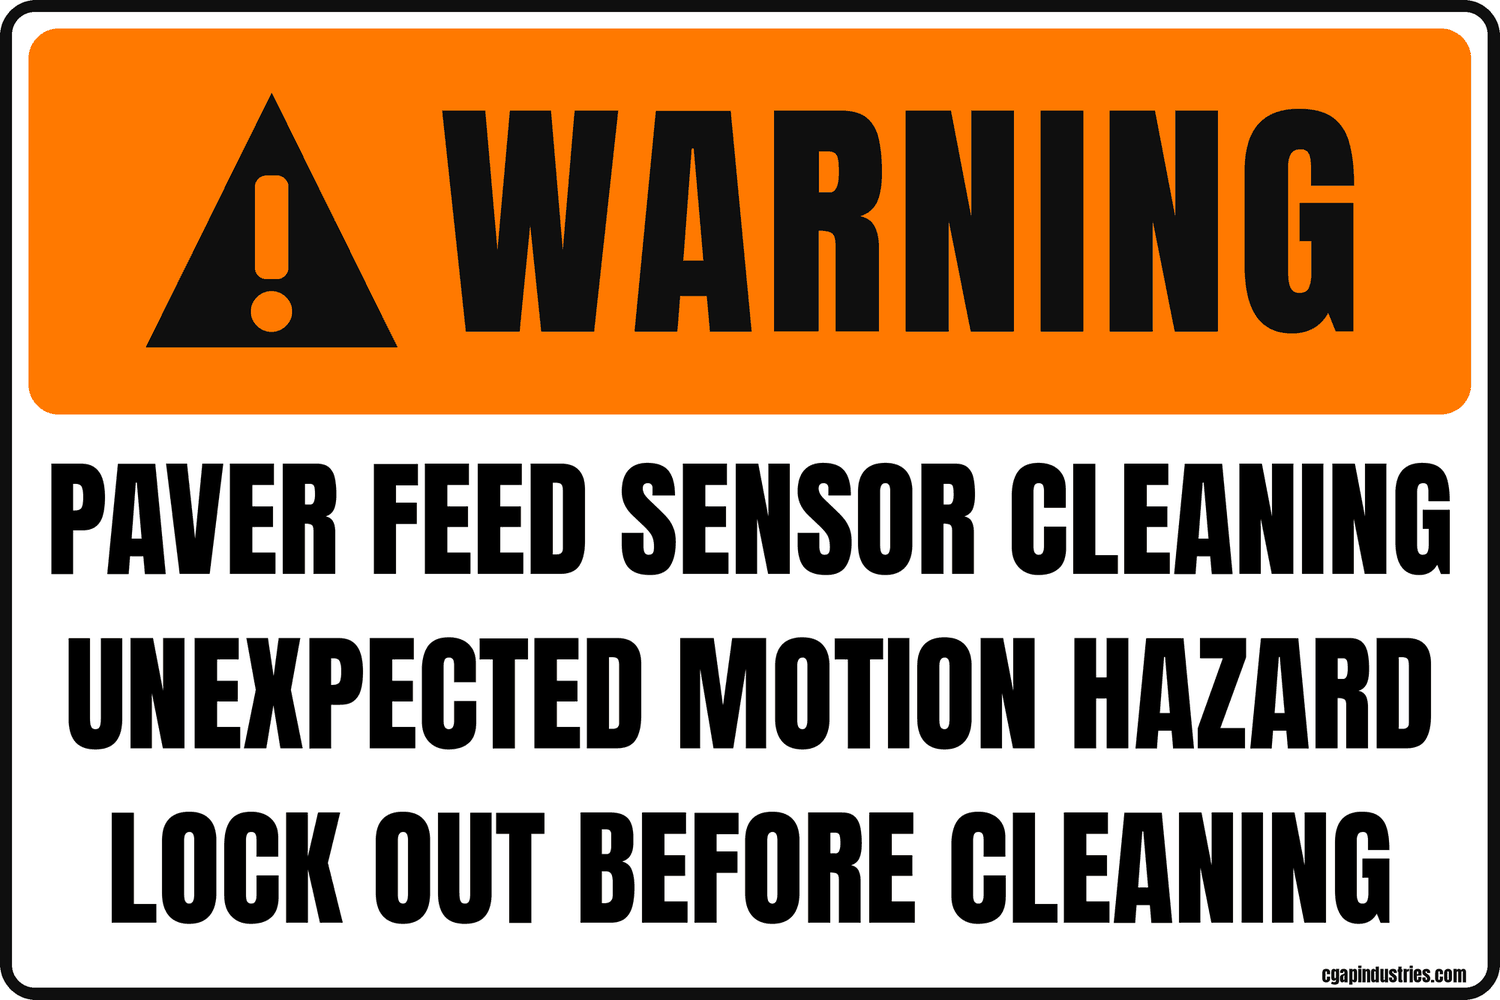 WARNING
PAVER FEED SENSOR CLEANING
UNEXPECTED MOTION HAZARD
LOCK OUT BEFORE CLEANING
cgapindustries.com